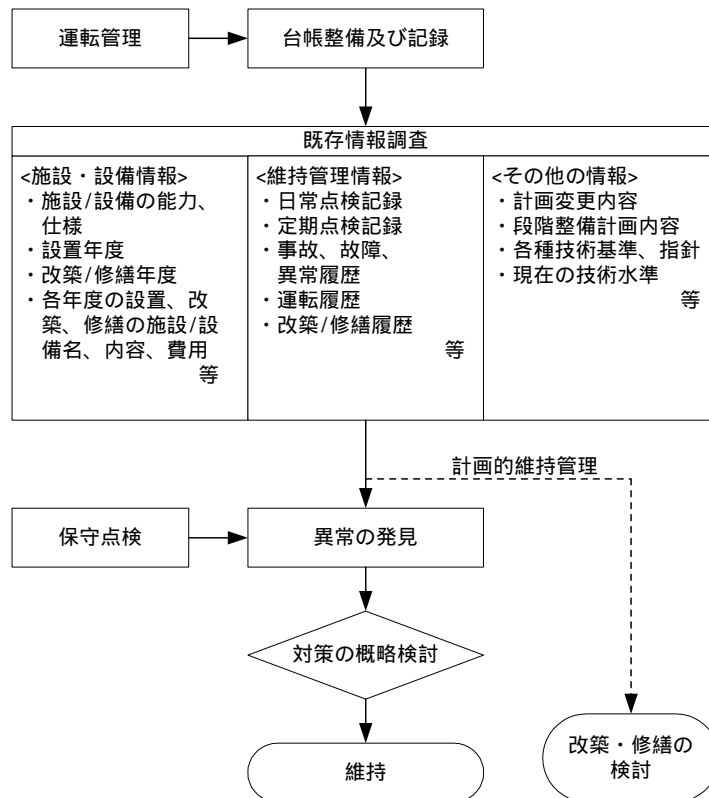 運転管理
台帳整備及び記録
既存情報調査
<施設・設備情報>
・施設/設備の能力、
仕様
・設置年度
・改築/修繕年度
・各年度の設置、改
築、修繕の施設/設
備名、内容、費用
等
<維持管理情報>
・日常点検記録
・定期点検記録
・事故、故障、
異常履歴
・運転履歴
・改築/修繕履歴
等
<その他の情報>
・計画変更内容
・段階整備計画内容
・各種技術基準、指針
・現在の技術水準
等
計画的維持管理
保守点検
異常の発見
対策の概略検討
維持
改築・修繕の
検討